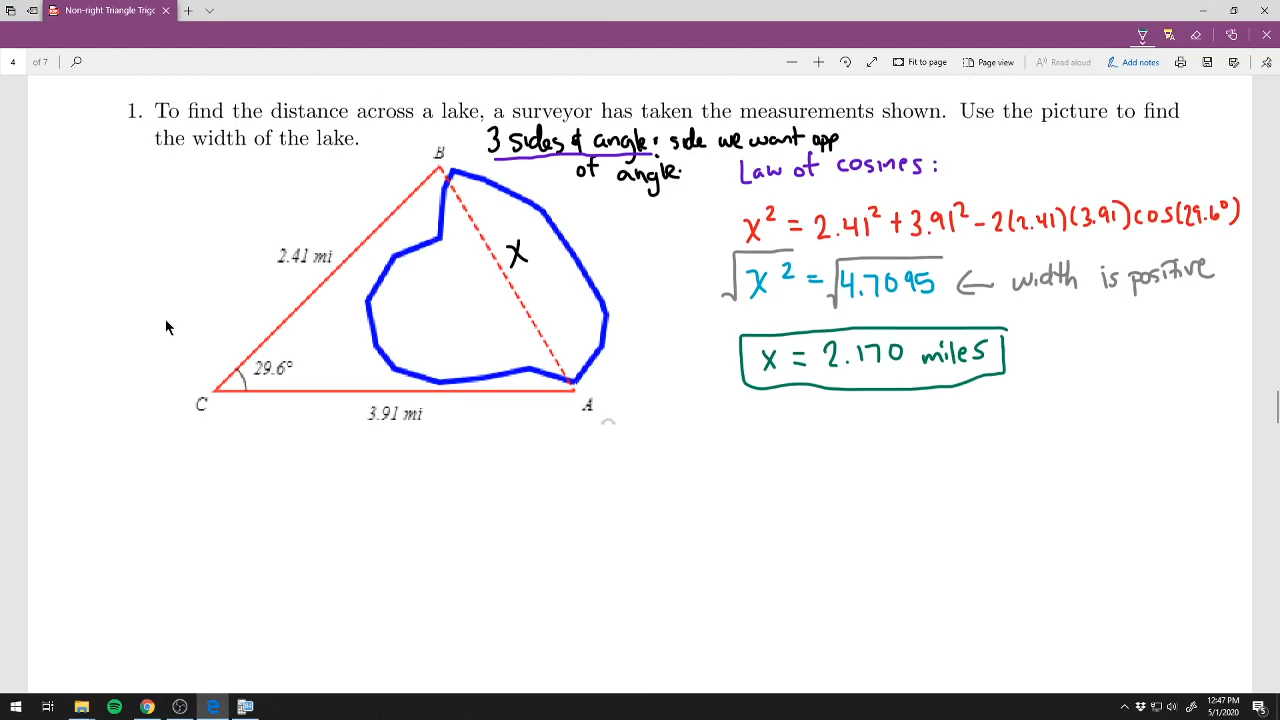 Non-right Triangle Trigo
4 of 7
Fit to page
Page view
Read aloud
Add notes
1. To find the distance across a lake, a surveyor has taken the measurements shown. Use the picture to find
the width of the lake.
3 sides & angle: side we want opp
of angle.
B
2.41 mi
x
29.6°
C
3.91 mi
A
Law of cosines:
x² = 2.41² + 3.91² - 2(2.41)(3.91)cos(29.6°)
√x² = √4.7095 ← width is positive
x = 2.170 miles
12:47 PM
5/1/2020